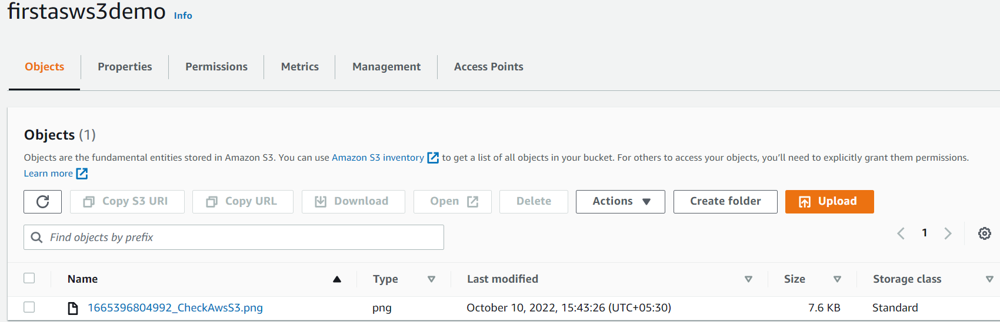 firstasws3demo Info
Objects Properties Permissions Metrics Management Access Points
Objects (1)
Objects are the fundamental entities stored in Amazon S3. You can use Amazon S3 inventory to get a list of all objects in your bucket. For others to access your objects, you’ll need to explicitly grant them permissions.
Learn more
Copy S3 URI Copy URL Download Open Delete Actions Create folder Upload
Find objects by prefix 1
Name Type Last modified Size Storage class
1665396804992_CheckAwsS3.png png October 10, 2022, 15:43:26 (UTC+05:30) 7.6 KB Standard